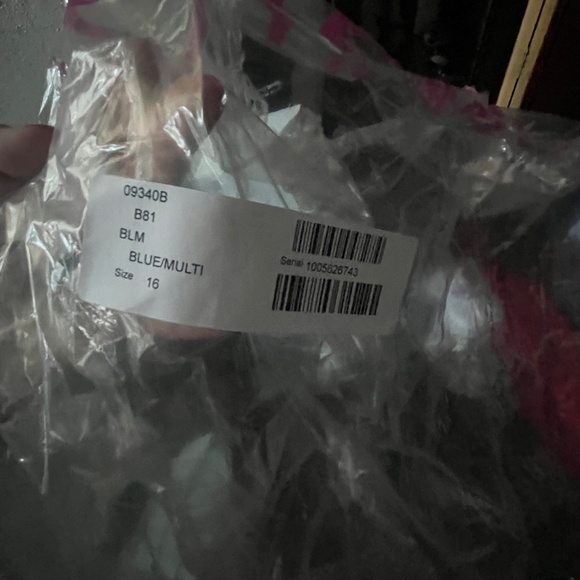 09340B
B81
BLM
BLUE/MULTI
Size 16
Serial 1005626743